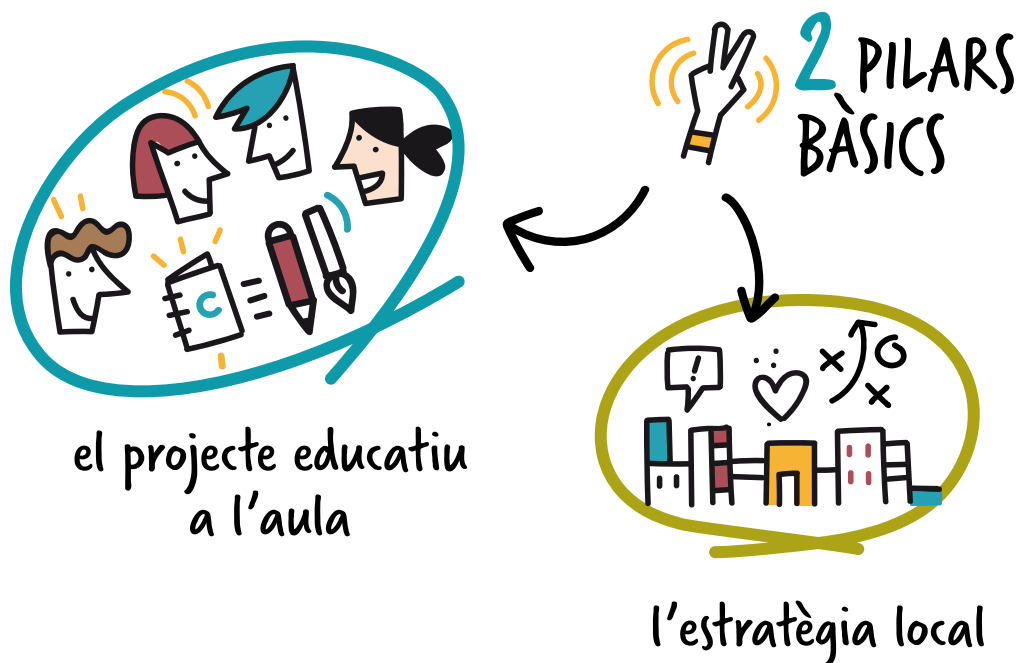 2 PILARS
BÀSICS
C
el projecte educatiu
a l'aula
!
l'estratègia local